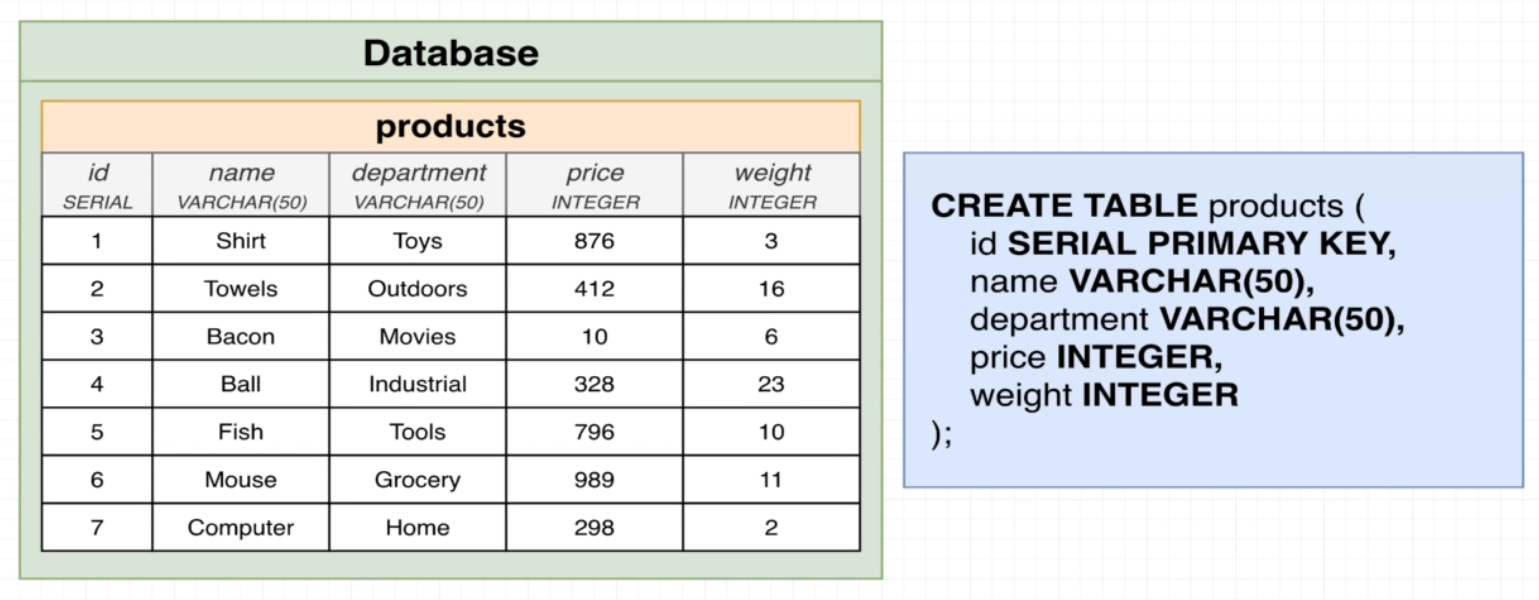 Database
products
id name department price weight
SERIAL VARCHAR(50) VARCHAR(50) INTEGER INTEGER
1 Shirt Toys 876 3
2 Towels Outdoors 412 16
3 Bacon Movies 10 6
4 Ball Industrial 328 23
5 Fish Tools 796 10
6 Mouse Grocery 989 11
7 Computer Home 298 2
CREATE TABLE products (
id SERIAL PRIMARY KEY,
name VARCHAR(50),
department VARCHAR(50),
price INTEGER,
weight INTEGER
);